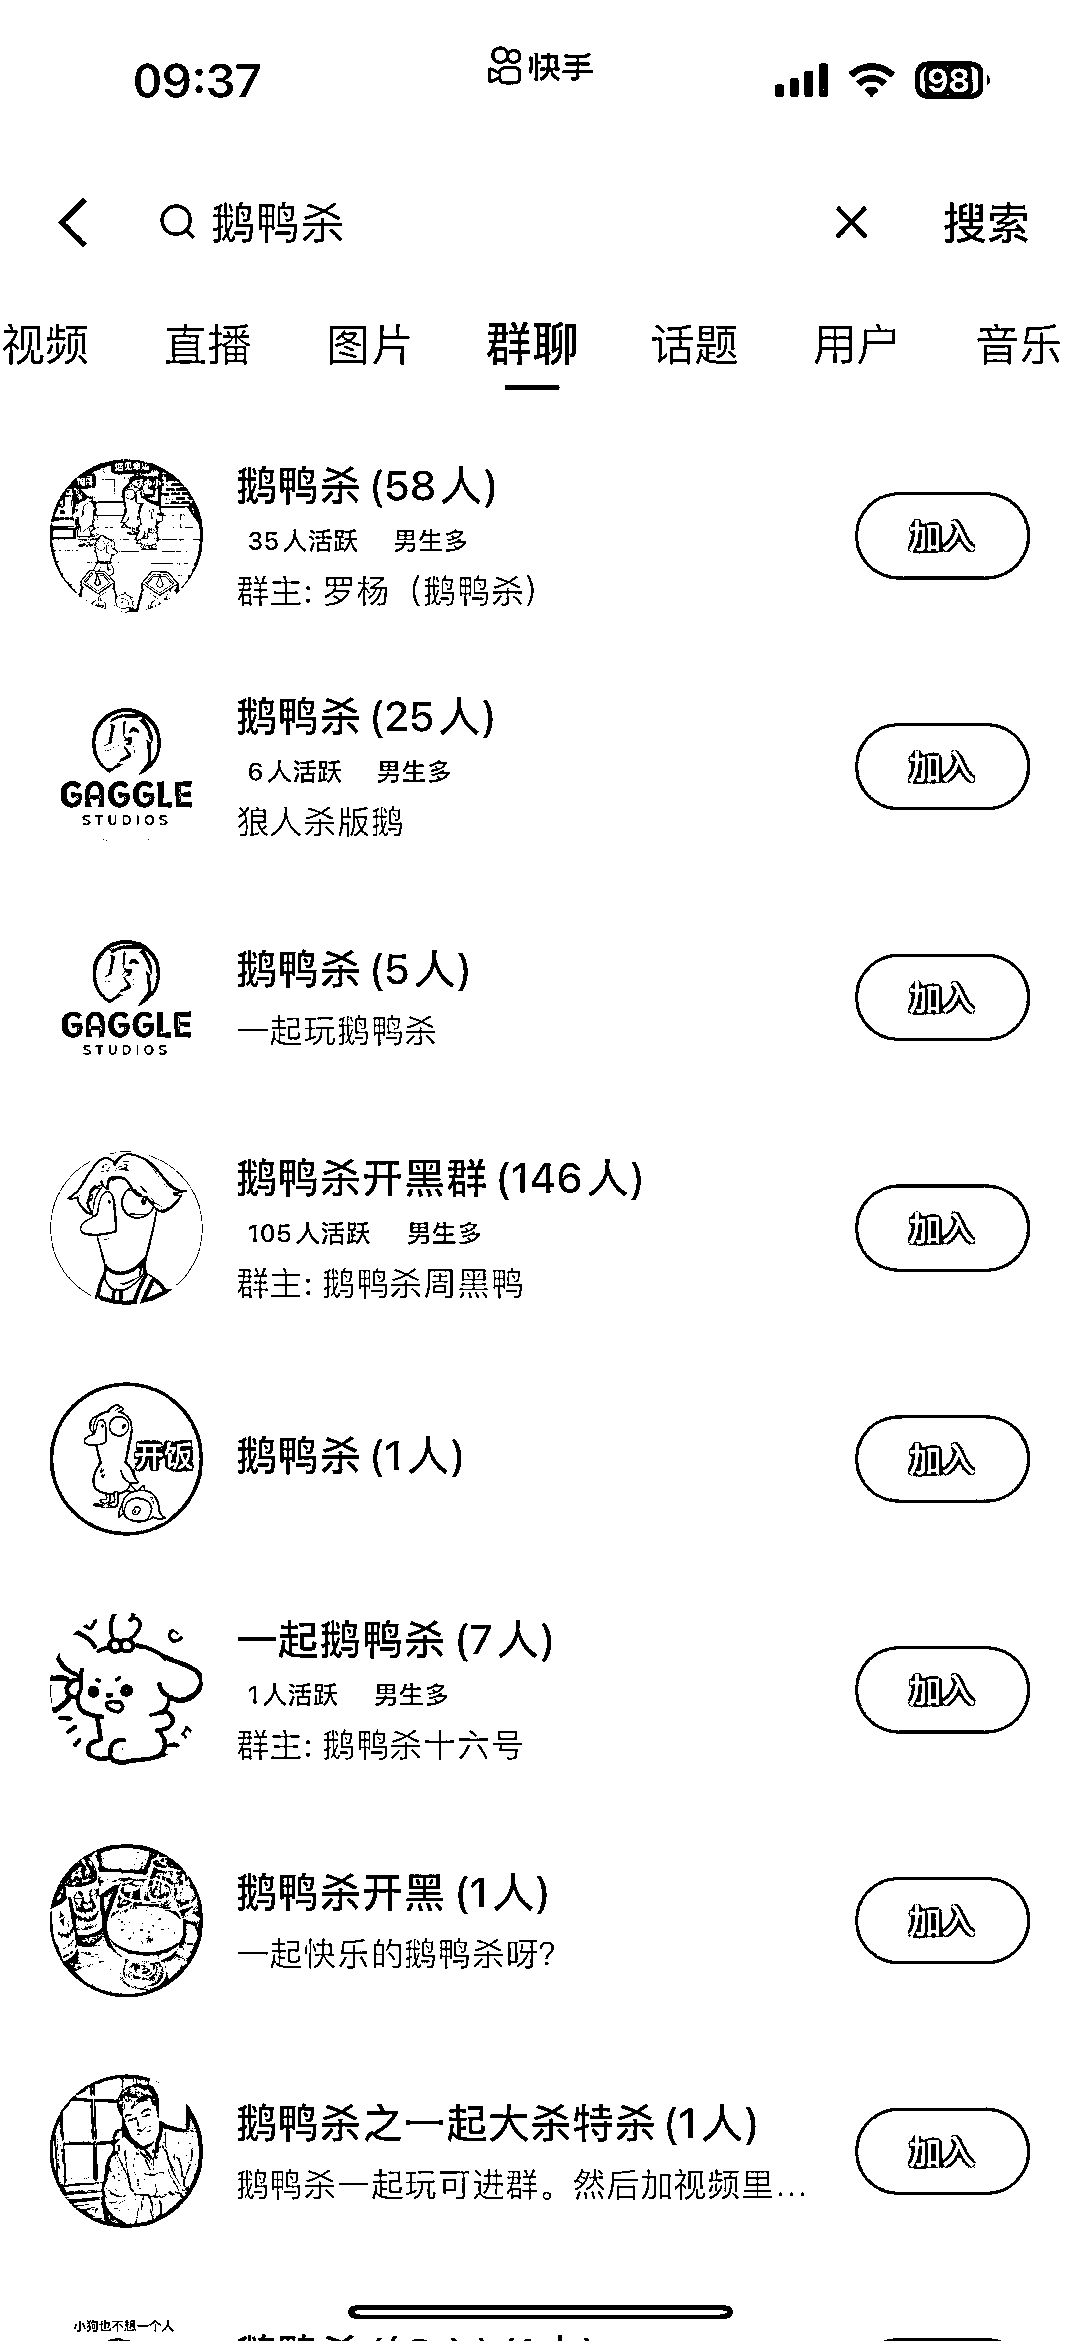 09:37
快手
98
鹅鸭杀
搜索
视频 直播 图片 群聊 话题 用户 音乐
鹅鸭杀 (58人)
35人活跃 男生多
群主: 罗杨（鹅鸭杀）
加入
鹅鸭杀 (25人)
6人活跃 男生多
狼人杀版鹅
加入
GAGGLE
STUDIOS
鹅鸭杀 (5人)
一起玩鹅鸭杀
加入
GAGGLE
STUDIOS
鹅鸭杀开黑群 (146人)
105人活跃 男生多
群主: 鹅鸭杀周黑鸭
加入
开饭
鹅鸭杀 (1人)
加入
一起鹅鸭杀 (7人)
1人活跃 男生多
群主: 鹅鸭杀十六号
加入
鹅鸭杀开黑 (1人)
一起快乐的鹅鸭杀呀?
加入
鹅鸭杀之一起大杀特杀 (1人)
鹅鸭杀一起玩可进群。然后加视频里...
加入
小狗也不想一个人